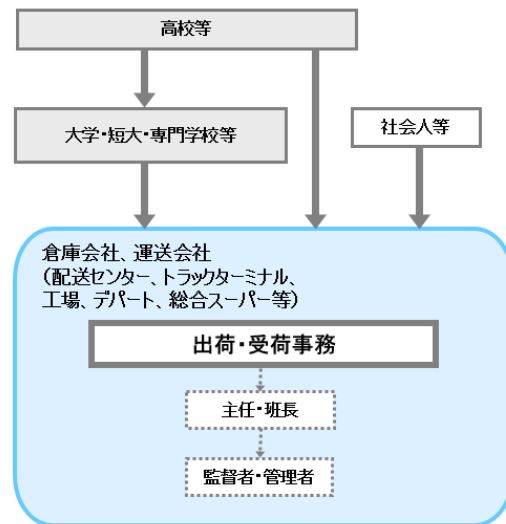 高校等
大学・短大・専門学校等
社会人等
倉庫会社、運送会社
(配送センター、トラックターミナル、
工場、デパート、総合スーパー等)
出荷・受荷事務
主任・班長
監督者・管理者